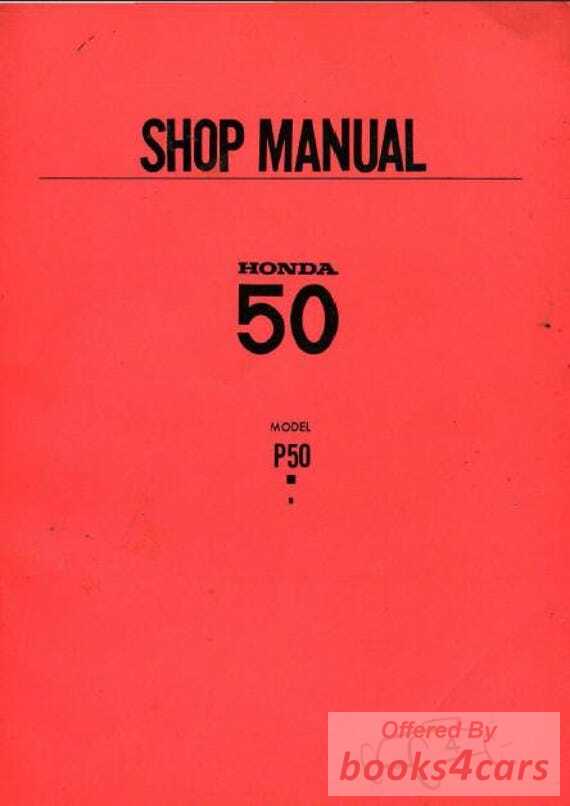 SHOP MANUAL
HONDA
50
MODEL
P50
Offered By
books4cars